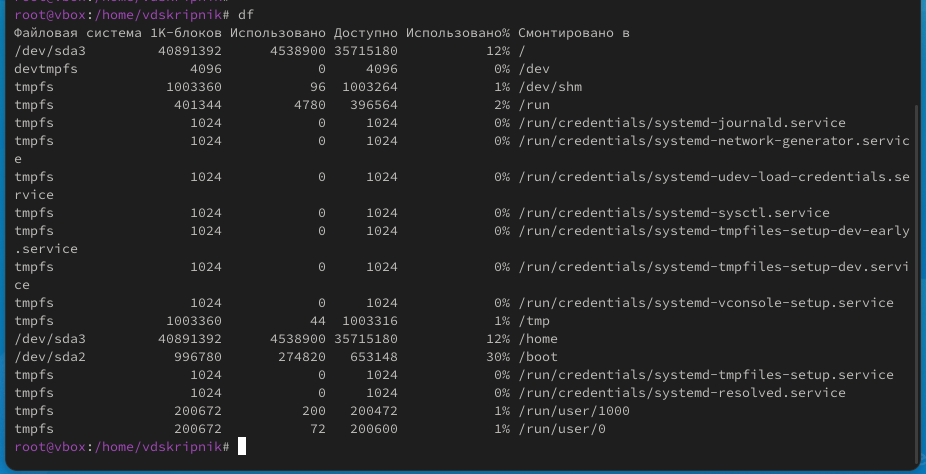 root@vbox:/home/vdskripnik# df
Файловая система 1K-блоков Использовано Доступно Использовано% Смонтировано в
/dev/sda3 40891392 4538900 35715180 12% /
devtmpfs 4096 0 4096 0% /dev
tmpfs 1003360 96 1003264 1% /dev/shm
tmpfs 401344 4780 396564 2% /run
tmpfs 1024 0 1024 0% /run/credentials/systemd-journald.service
tmpfs 1024 0 1024 0% /run/credentials/systemd-network-generator.servic
e
tmpfs 1024 0 1024 0% /run/credentials/systemd-udev-load-credentials.se
rvice
tmpfs 1024 0 1024 0% /run/credentials/systemd-sysctl.service
tmpfs 1024 0 1024 0% /run/credentials/systemd-tmpfiles-setup-dev-early
.service
tmpfs 1024 0 1024 0% /run/credentials/systemd-tmpfiles-setup-dev.servi
ce
tmpfs 1024 0 1024 0% /run/credentials/systemd-vconsole-setup.service
tmpfs 1003360 44 1003316 1% /tmp
/dev/sda3 40891392 4538900 35715180 12% /home
/dev/sda2 996780 274820 653148 30% /boot
tmpfs 1024 0 1024 0% /run/credentials/systemd-tmpfiles-setup.service
tmpfs 1024 0 1024 0% /run/credentials/systemd-resolved.service
tmpfs 200672 200 200472 1% /run/user/1000
tmpfs 200672 72 200600 1% /run/user/0
root@vbox:/home/vdskripnik#